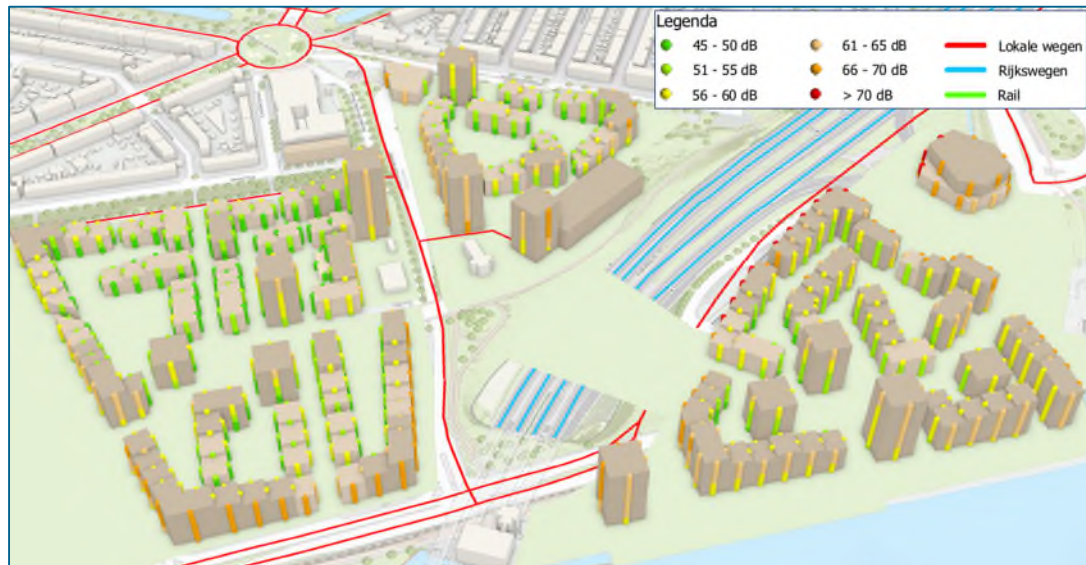 Legenda
45 - 50 dB
51 - 55 dB
56 - 60 dB
61 - 65 dB
66 - 70 dB
> 70 dB
Lokale wegen
Rijkswegen
Rail